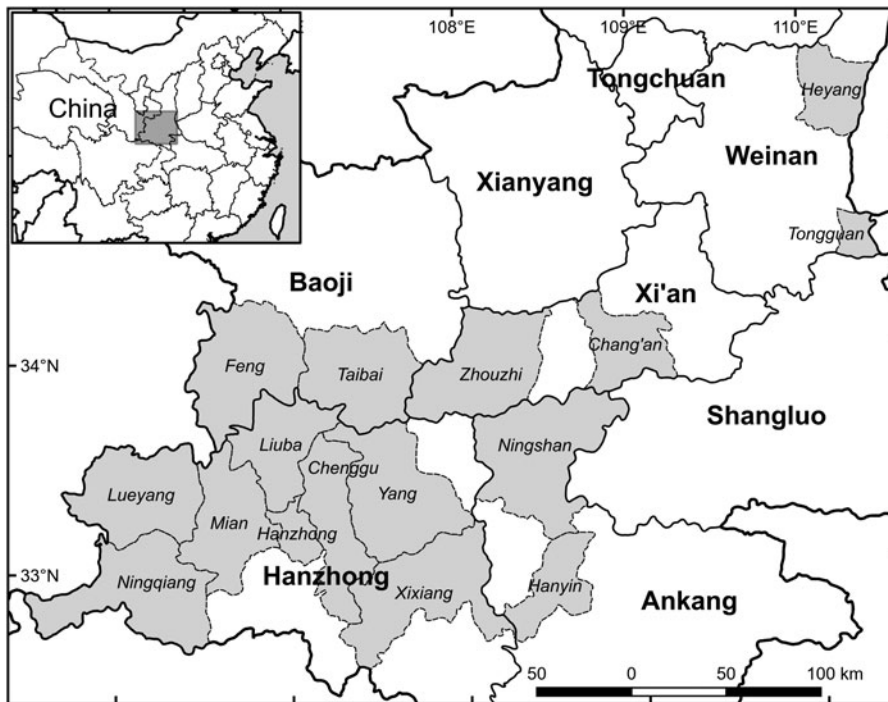 108°E 109°E 110°E
China
Tongchuan
Heyang
Xianyang
Weinan
Tongguan
Baoji
Xi'an
34°N
Feng
Taibai
Zhouzhi
Chang'an
Shangluo
Liuba
Ningshan
Chenggu
Lueyang
Yang
Mian
Hanzhong
33°N
Ningqiang
Hanzhong
Xixiang
Hanyin
Ankang
50 0 50 100 km